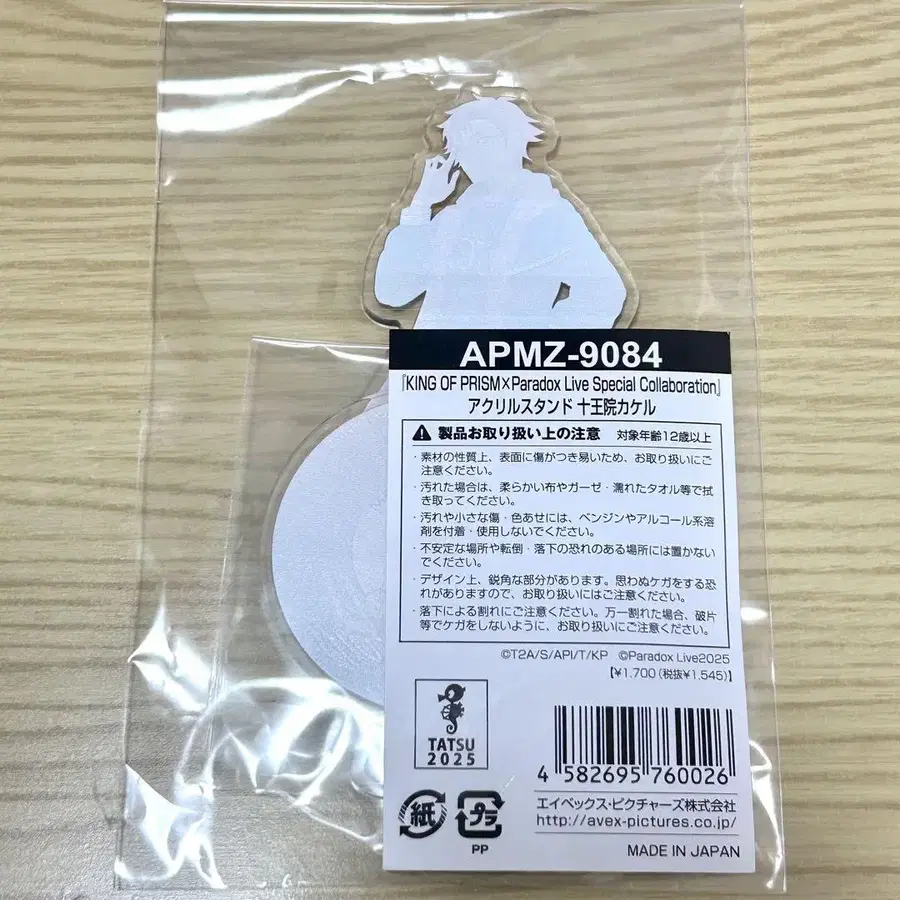 APMZ-9084
『KING OF PRISM×Paradox Live Special Collaboration』
アクリルスタンド 十王院カケル
製品お取り扱い上の注意 対象年齢12歳以上
・素材の性質上、表面に傷がつき易いため、お取り扱いにご
注意ください。
・汚れた場合は、柔らかい布やガーゼ・濡れたタオル等で拭
き取ってください。
・汚れや小さな傷・色あせには、ベンジンやアルコール系溶
剤を付着・使用しないでください。
・不安定な場所や転倒・落下の恐れのある場所には置かない
でください。
・デザイン上、鋭角な部分があります。思わぬケガをする恐
れがありますので、お取り扱いにはご注意ください。
・落下による割れにご注意ください。万一割れた場合、破片
等でケガをしないように、お取り扱いにご注意ください。
©T2A/S/API/T/KP ©Paradox Live2025
【¥1,700（税抜¥1,545）】
TATSU
2025
4 582695 760026
紙
プラ
PP
エイベックス・ピクチャーズ株式会社
http://avex-pictures.co.jp/
MADE IN JAPAN